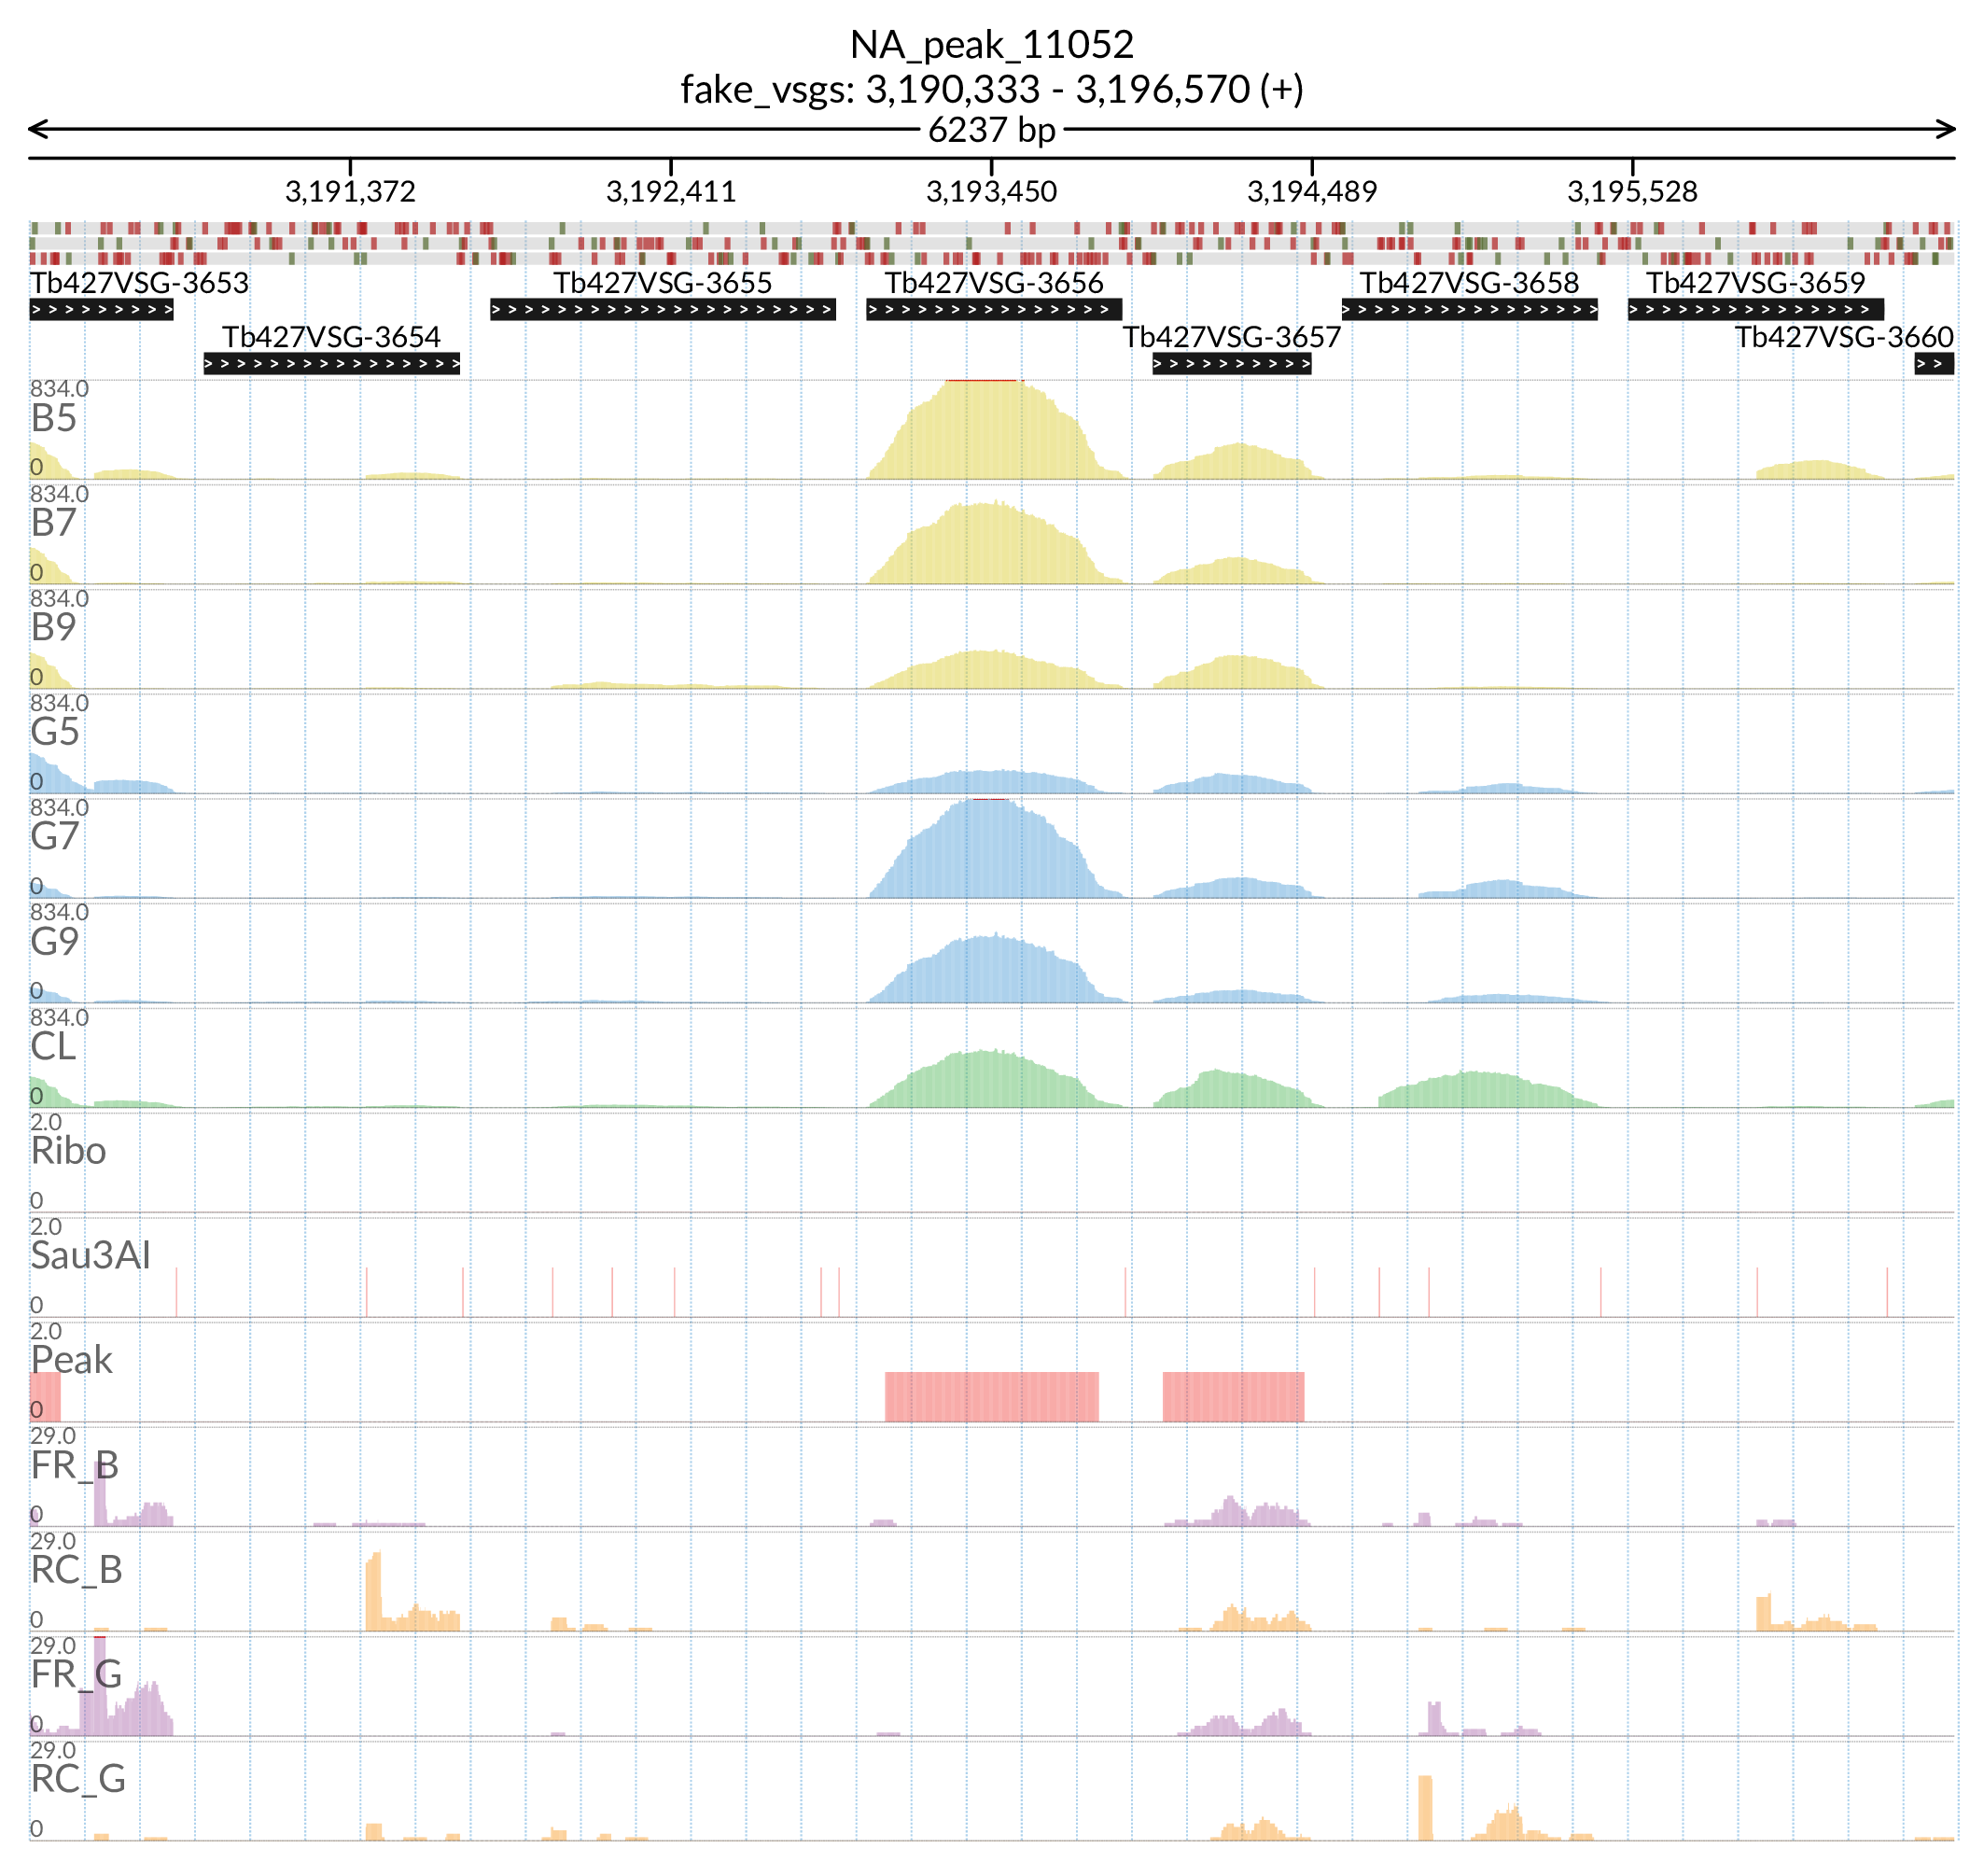 NA_peak_11052
fake_vsgs: 3,190,333 - 3,196,570 (+)
6237 bp
3,191,372 3,192,411 3,193,450 3,194,489 3,195,528
Tb427VSG-3653 Tb427VSG-3655 Tb427VSG-3656 Tb427VSG-3658 Tb427VSG-3659
Tb427VSG-3654 Tb427VSG-3657 Tb427VSG-3660
834.0
B5
0
834.0
B7
0
834.0
B9
0
834.0
G5
0
834.0
G7
0
834.0
G9
0
834.0
CL
0
2.0
Ribo
0
2.0
Sau3AI
0
2.0
Peak
0
29.0
FR_B
0
29.0
RC_B
0
29.0
FR_G
0
29.0
RC_G
0